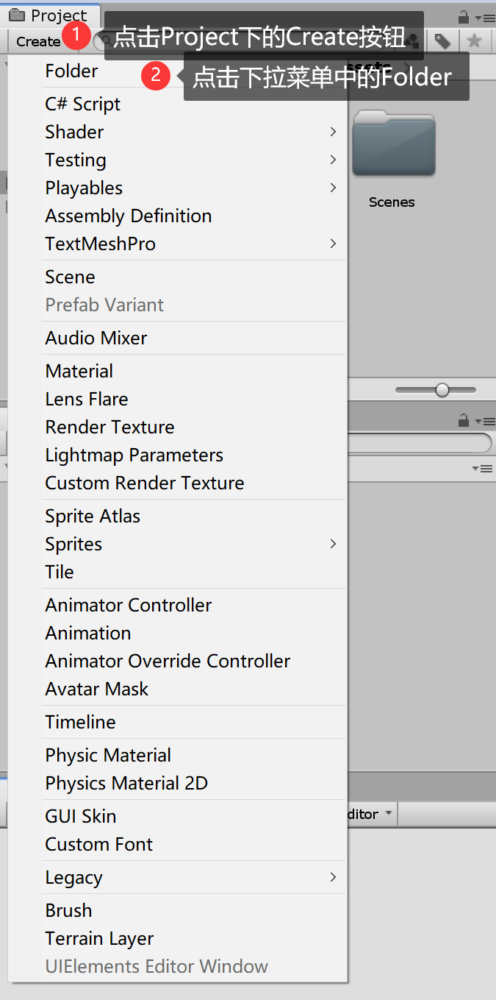 Project
Create
1
点击Project下的Create按钮
2
点击下拉菜单中的Folder
Folder
C# Script
Shader
Testing
Playables
Assembly Definition
TextMeshPro
Scene
Prefab Variant
Audio Mixer
Material
Lens Flare
Render Texture
Lightmap Parameters
Custom Render Texture
Sprite Atlas
Sprites
Tile
Animator Controller
Animation
Animator Override Controller
Avatar Mask
Timeline
Physic Material
Physics Material 2D
GUI Skin
Custom Font
Legacy
Brush
Terrain Layer
UIElements Editor Window
Scenes
ditor